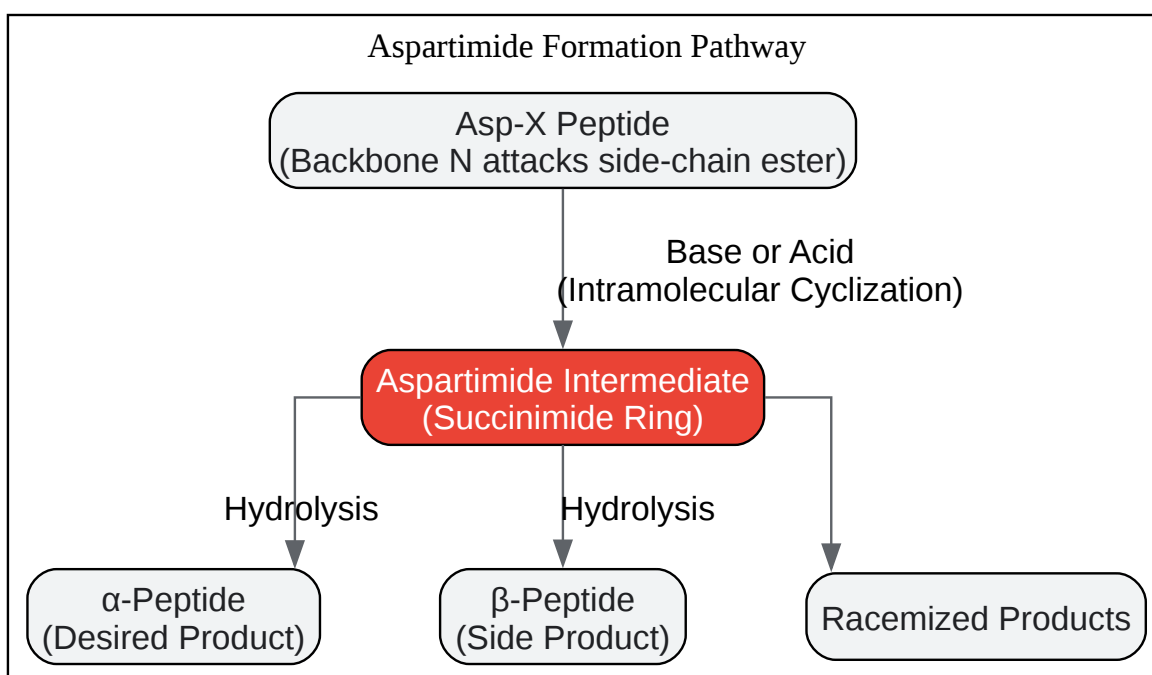 Aspartimide Formation Pathway
Asp-X Peptide
(Backbone N attacks side-chain ester)
Base or Acid
(Intramolecular Cyclization)
Aspartimide Intermediate
(Succinimide Ring)
Hydrolysis
Hydrolysis
α-Peptide
(Desired Product)
β-Peptide
(Side Product)
Racemized Products